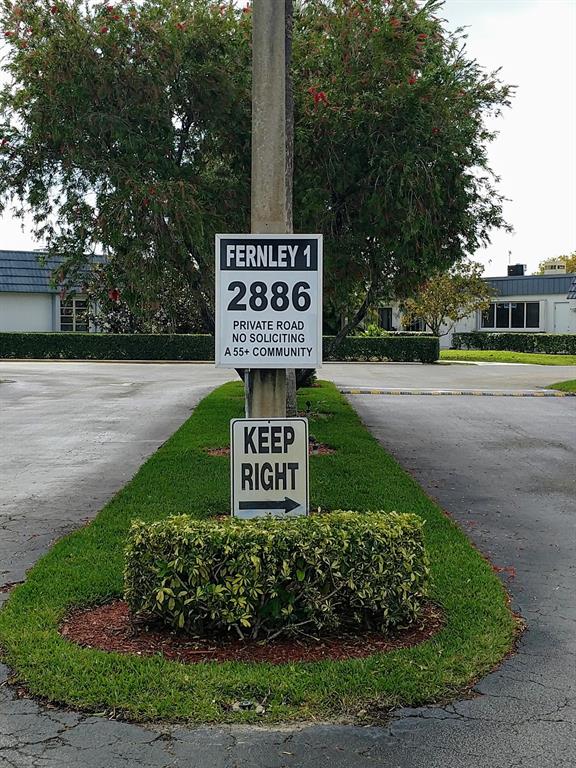 FERNLEY 1
2886
PRIVATE ROAD
NO SOLICITING
A 55+ COMMUNITY
KEEP
RIGHT